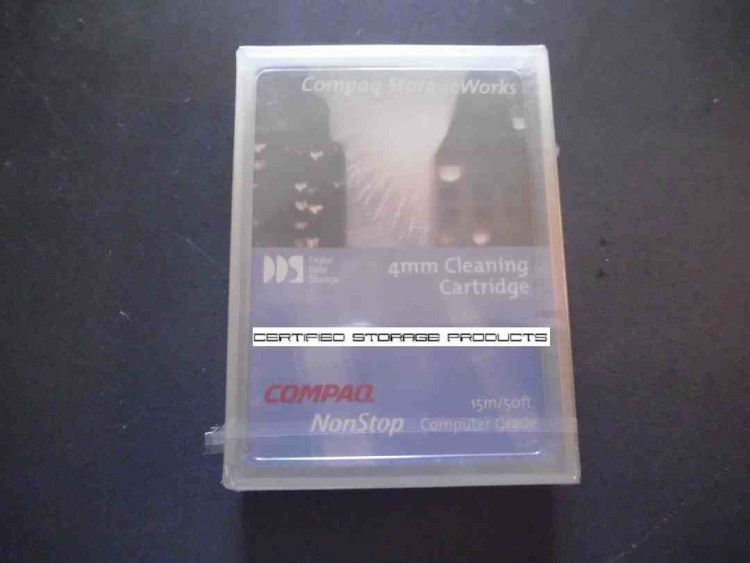 Compaq StorageWorks
DDS
Digital
Data
Storage
4mm Cleaning
Cartridge
CERTIFIED STORAGE PRODUCTS
COMPAQ
15m/50ft.
NonStop Computer Grade